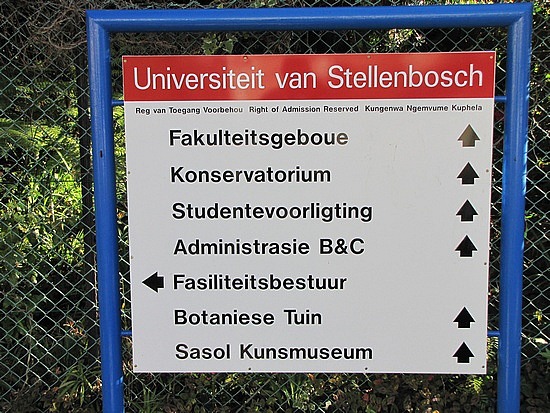 Universiteit van Stellenbosch
Reg van Toegang Voorbehou Right of Admission Reserved Kungenwa Ngemvume Kuphela
Fakulteitsgeboue
Konservatorium
Studentevoorligting
Administrasie B&C
Fasiliteitsbestuur
Botaniese Tuin
Sasol Kunsmuseum